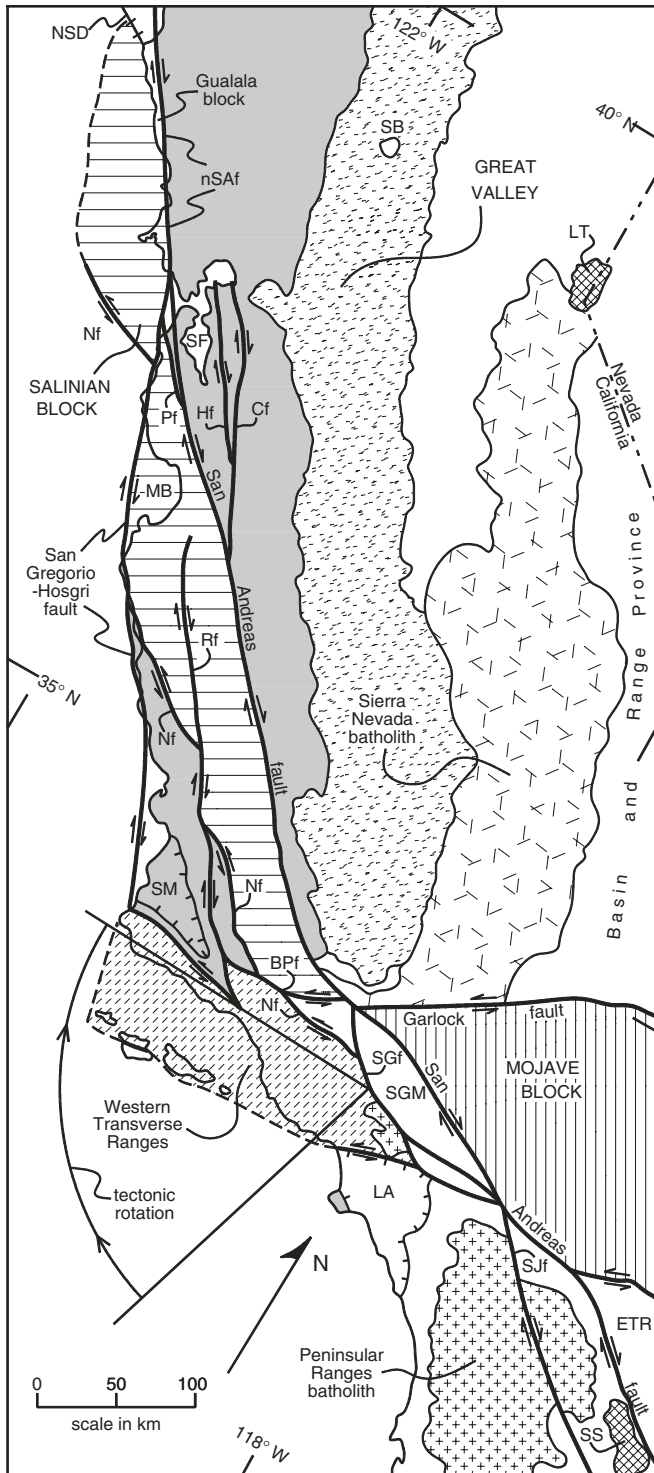 NSD
122° W
Gualala
block
40° N
SB
nSAf
GREAT
VALLEY
LT
Nf
SF
SALINIAN
BLOCK
Nevada
California
Pf
Hf
Cf
San
MB
San
Gregorio
-Hosgri
fault
Andreas
Rf
35° N
Sierra
Nevada
batholith
Nf
fault
Basin and Range Province
SM
Nf
BPf
Nf
Garlock fault
SGf
San
MOJAVE
BLOCK
SGM
Western
Transverse
Ranges
LA
tectonic
rotation
Andreas
N
SJf
ETR
Peninsular
Ranges
batholith
0 50 100
scale in km
fault
SS
118° W